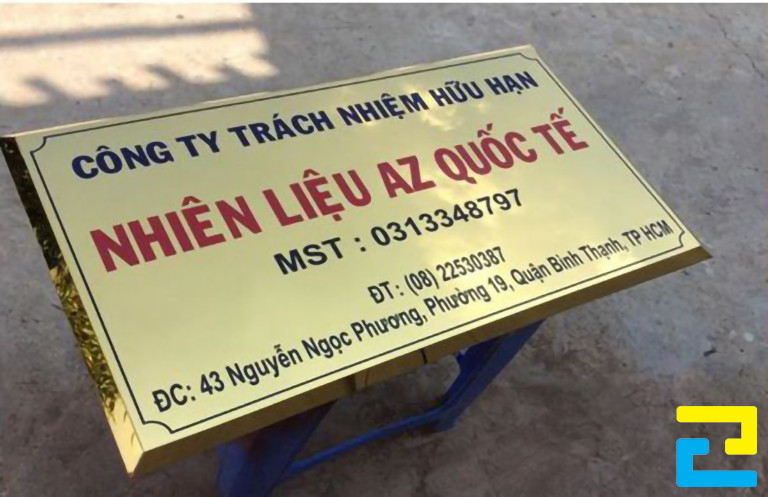 CÔNG TY TRÁCH NHIỆM HỮU HẠN
NHIÊN LIỆU AZ QUỐC TẾ
MST : 0313348797
ĐT : (08) 22530387
ĐC: 43 Nguyễn Ngọc Phương, Phường 19, Quận Bình Thạnh, TP HCM